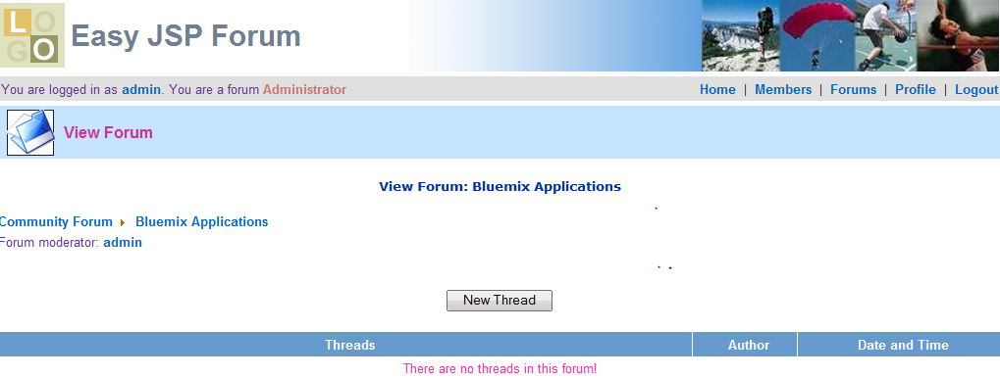 LOGO
Easy JSP Forum
You are logged in as admin. You are a forum Administrator
Home | Members | Forums | Profile | Logout
View Forum
View Forum: Bluemix Applications
Community Forum Bluemix Applications
Forum moderator: admin
New Thread
Threads Author Date and Time
There are no threads in this forum!